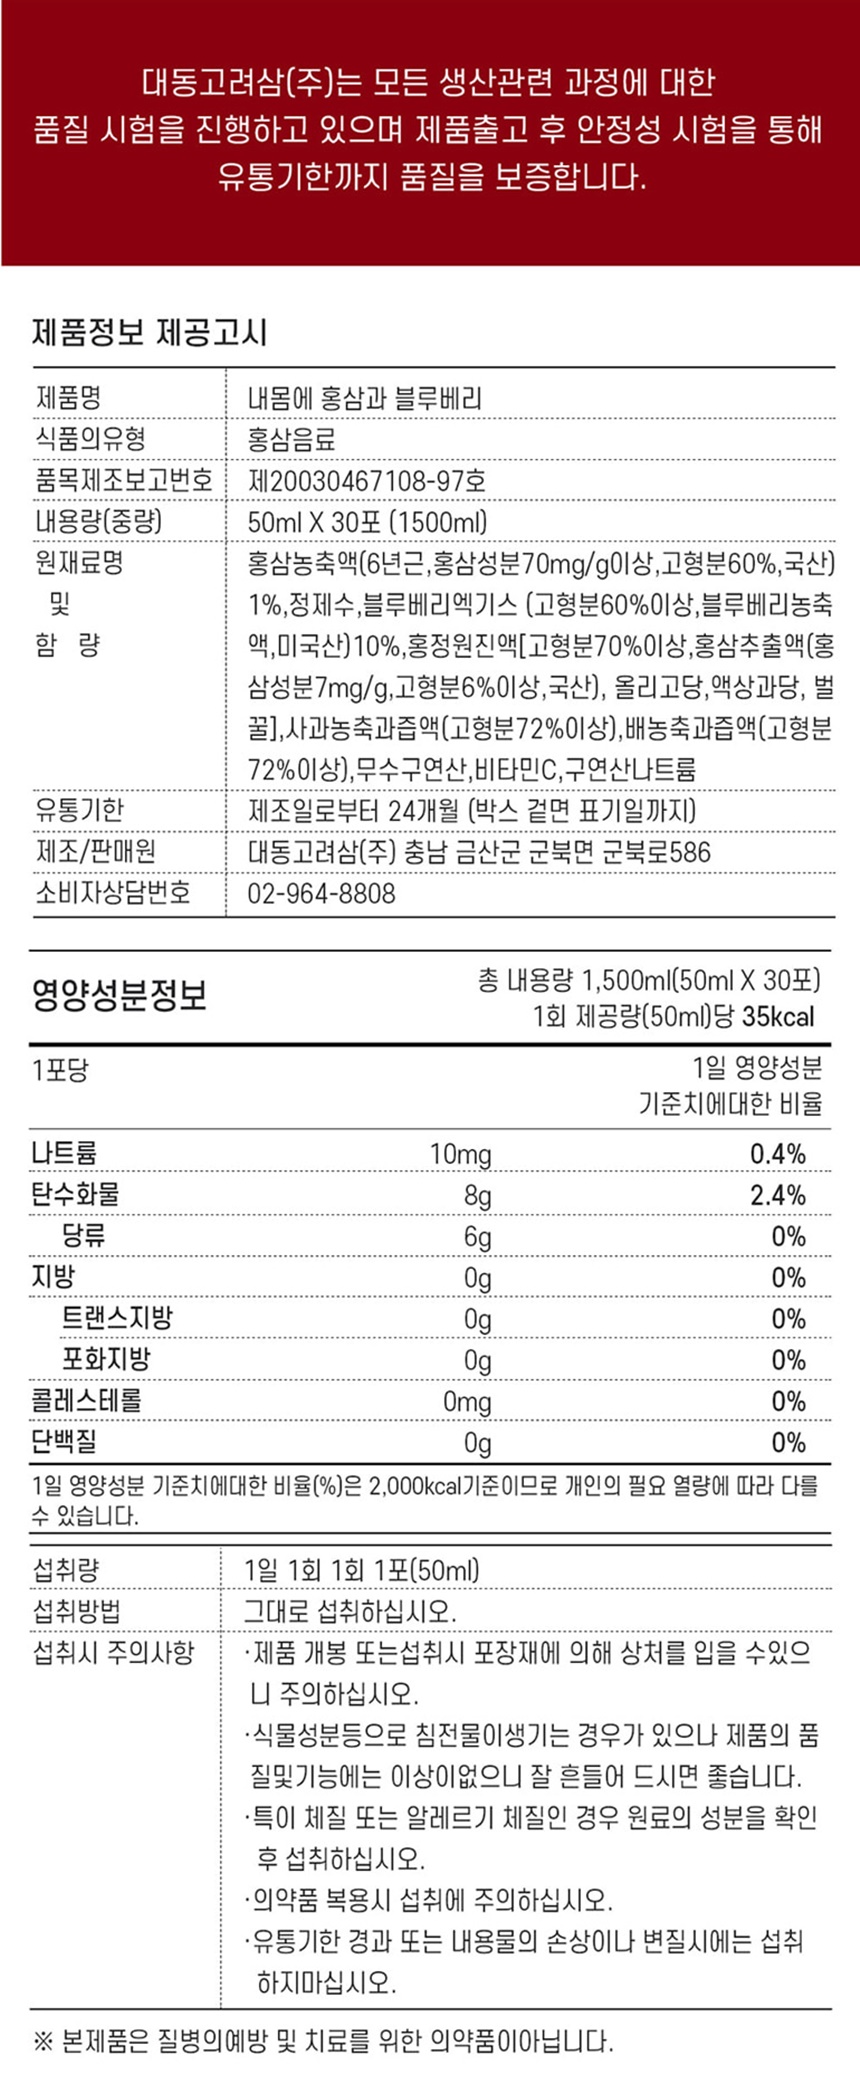 대동고려삼(주)는 모든 생산관련 과정에 대한
품질 시험을 진행하고 있으며 제품출고 후 안정성 시험을 통해
유통기한까지 품질을 보증합니다.
제품정보 제공고시
제품명 내몸에 홍삼과 블루베리
식품의유형 홍삼음료
품목제조보고번호 제20030467108-97호
내용량(중량) 50ml X 30포 (1500ml)
원재료명 홍삼농축액(6년근,홍삼성분70mg/g이상,고형분60%,국산)
및 1%,정제수,블루베리엑기스 (고형분60%이상,블루베리농축
함 량 액,미국산)10%,홍정원진액[고형분70%이상,홍삼추출액(홍
삼성분7mg/g,고형분6%이상,국산), 올리고당,액상과당, 벌
꿀],사과농축과즙액(고형분72%이상),배농축과즙액(고형분
72%이상),무수구연산,비타민C,구연산나트륨
유통기한 제조일로부터 24개월 (박스 겉면 표기일까지)
제조/판매원 대동고려삼(주) 충남 금산군 군북면 군북로586
소비자상담번호 02-964-8808
영양성분정보 총 내용량 1,500ml(50ml X 30포)
1회 제공량(50ml)당 35kcal
1포당 1일 영양성분
기준치에대한 비율
나트륨 10mg 0.4%
탄수화물 8g 2.4%
당류 6g 0%
지방 0g 0%
트랜스지방 0g 0%
포화지방 0g 0%
콜레스테롤 0mg 0%
단백질 0g 0%
1일 영양성분 기준치에대한 비율(%)은 2,000kcal기준이므로 개인의 필요 열량에 따라 다를
수 있습니다.
섭취량 1일 1회 1회 1포(50ml)
섭취방법 그대로 섭취하십시오.
섭취시 주의사항 ·제품 개봉 또는섭취시 포장재에 의해 상처를 입을 수있으
니 주의하십시오.
·식물성분등으로 침전물이생기는 경우가 있으나 제품의 품
질및기능에는 이상이없으니 잘 흔들어 드시면 좋습니다.
·특이 체질 또는 알레르기 체질인 경우 원료의 성분을 확인
후 섭취하십시오.
·의약품 복용시 섭취에 주의하십시오.
·유통기한 경과 또는 내용물의 손상이나 변질시에는 섭취
하지마십시오.
※ 본제품은 질병의예방 및 치료를 위한 의약품이아닙니다.